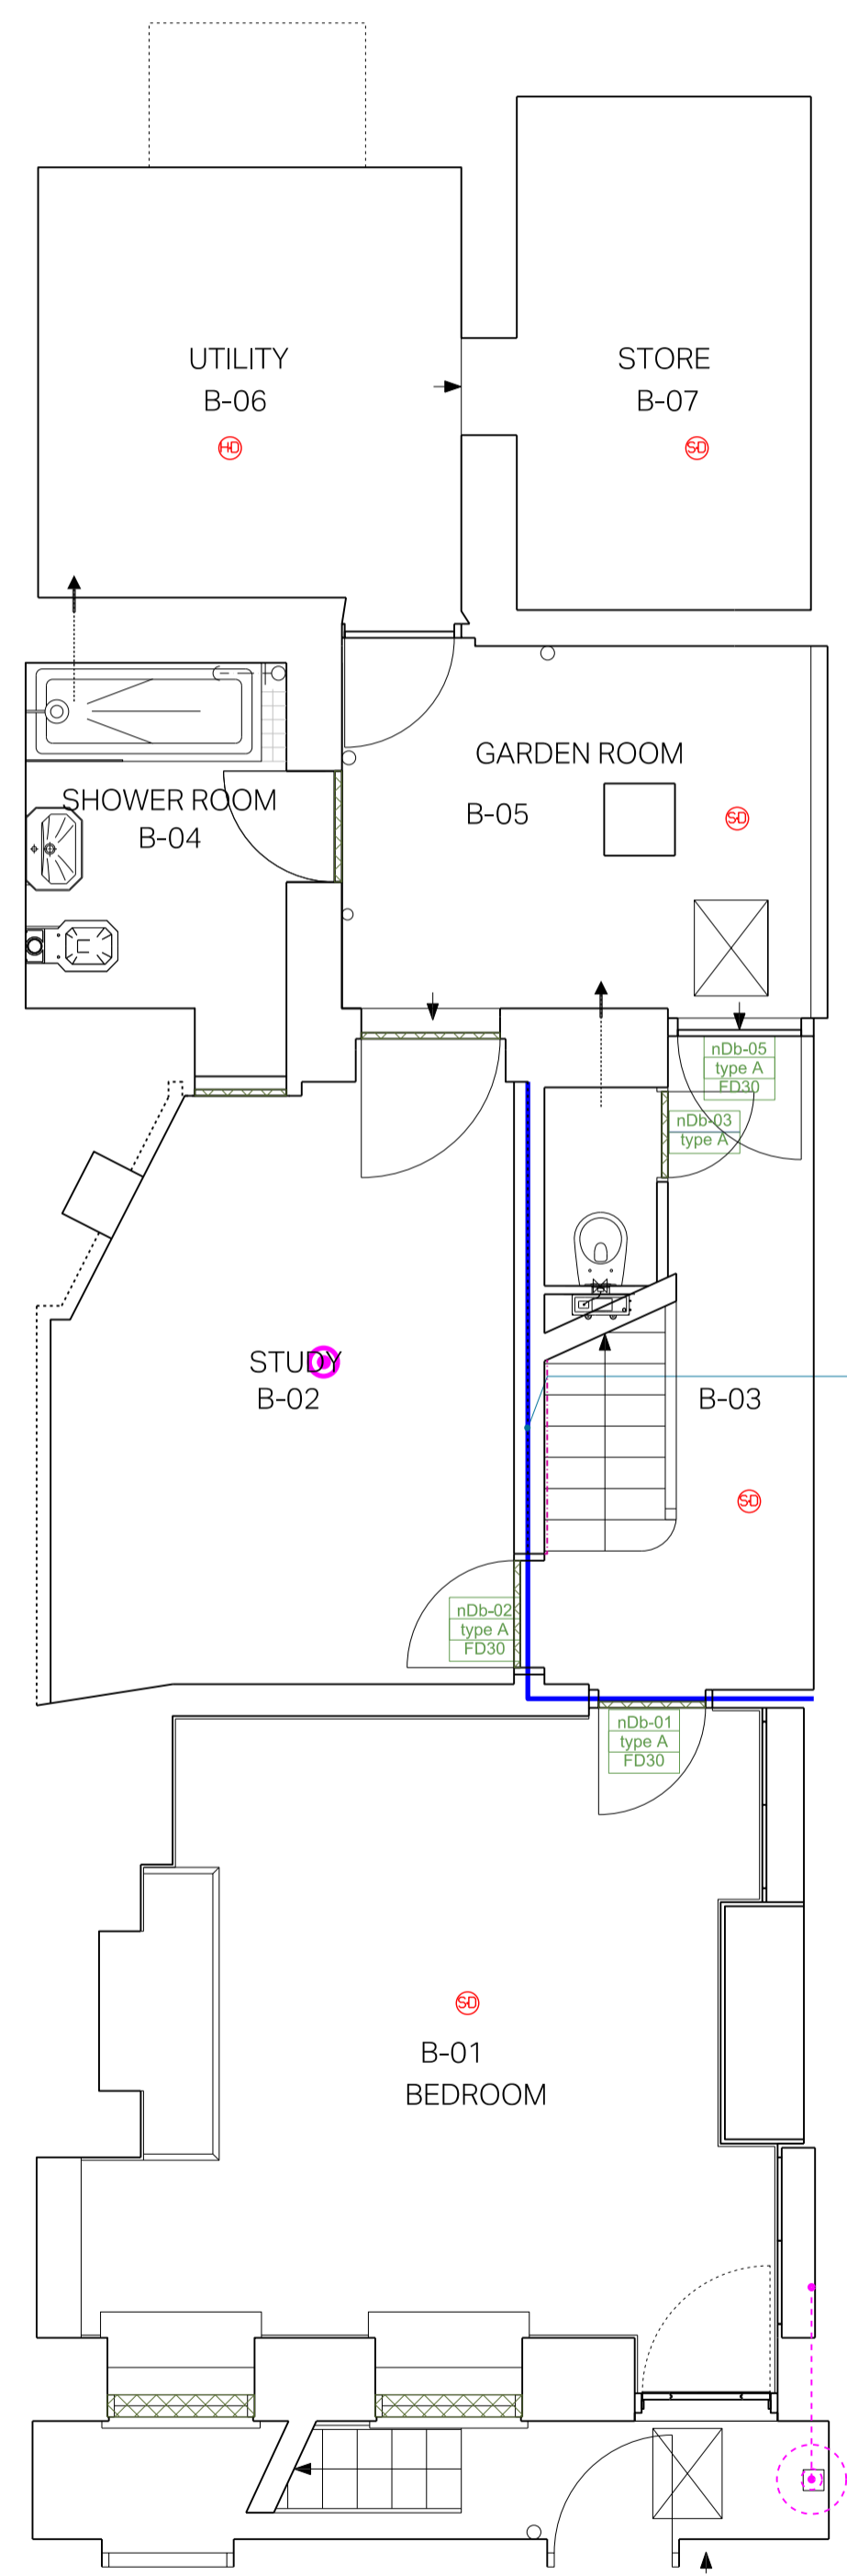 UTILITY
B-06
HD
STORE
B-07
SD
GARDEN ROOM
B-05
SD
SHOWER ROOM
B-04
nDb-05
type A
FD30
nDb-03
type A
STUDY
B-02
B-03
SD
nDb-02
type A
FD30
nDb-01
type A
FD30
SD
B-01
BEDROOM